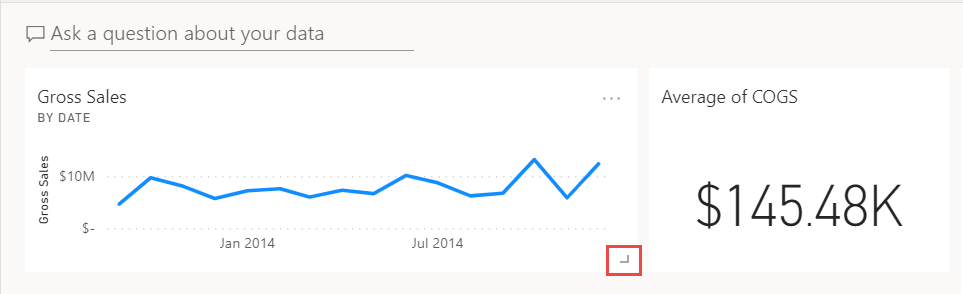 Ask a question about your data
Gross Sales
BY DATE
Gross Sales
$10M
$-
Jan 2014 Jul 2014
Average of COGS
$145.48K